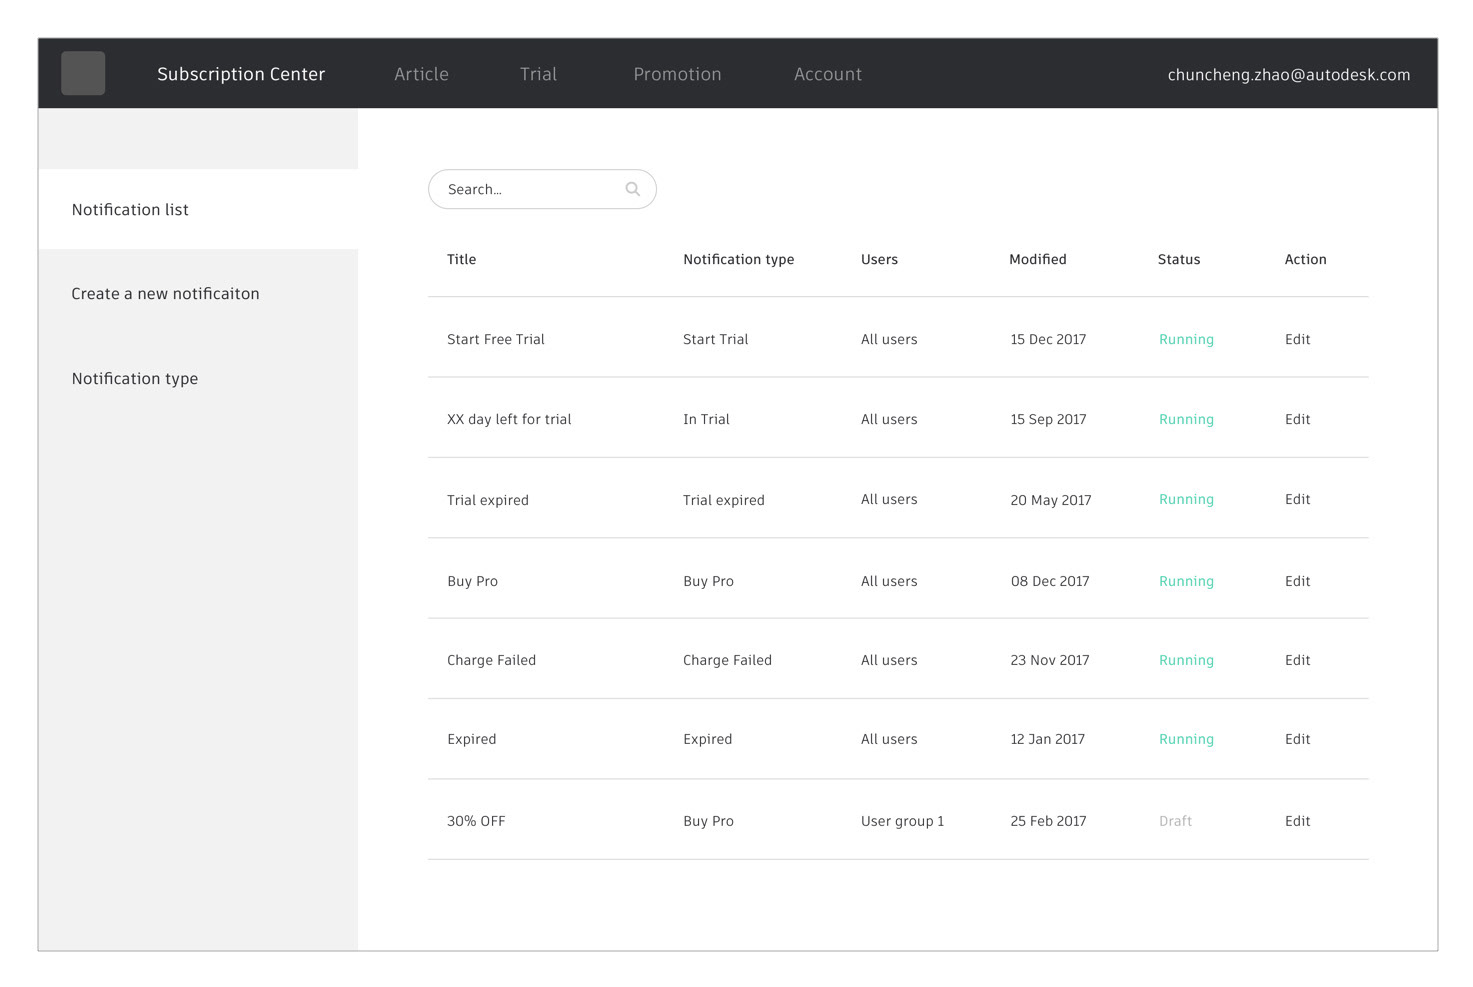 Subscription Center Article Trial Promotion Account chuncheng.zhao@autodesk.com
Notification list
Create a new notificaiton
Notification type
Search...
Title Notification type Users Modified Status Action
Start Free Trial Start Trial All users 15 Dec 2017 Running Edit
XX day left for trial In Trial All users 15 Sep 2017 Running Edit
Trial expired Trial expired All users 20 May 2017 Running Edit
Buy Pro Buy Pro All users 08 Dec 2017 Running Edit
Charge Failed Charge Failed All users 23 Nov 2017 Running Edit
Expired Expired All users 12 Jan 2017 Running Edit
30% OFF Buy Pro User group 1 25 Feb 2017 Draft Edit